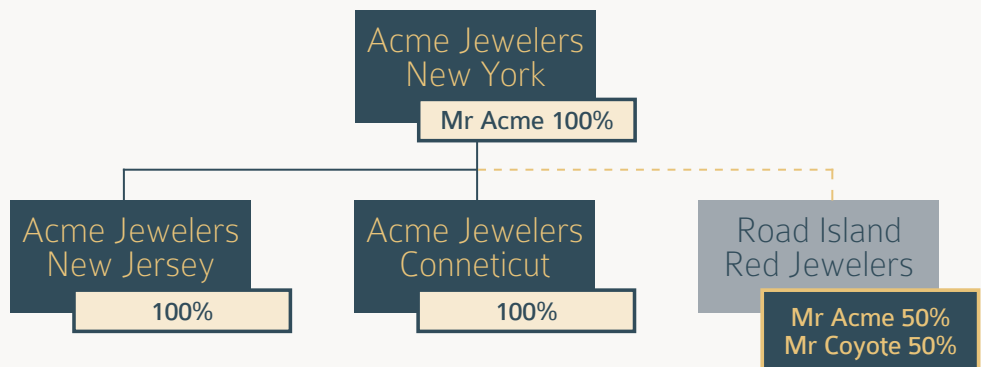 Acme Jewelers
New York
Mr Acme 100%
Acme Jewelers
New Jersey
100%
Acme Jewelers
Conneticut
100%
Road Island
Red Jewelers
Mr Acme 50%
Mr Coyote 50%